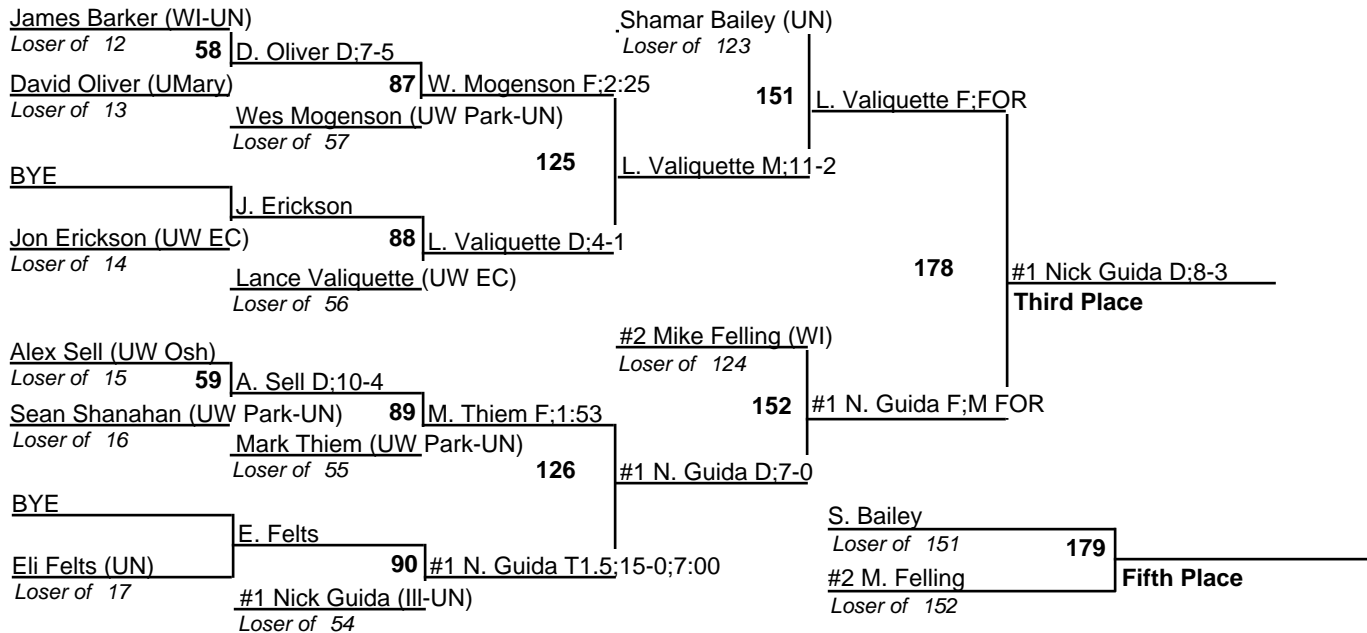 James Barker (WI-UN)
Loser of 12
58
D. Oliver D;7-5
David Oliver (UMary)
Loser of 13
87
W. Mogenson F;2:25
Wes Mogenson (UW Park-UN)
Loser of 57
125
BYE
J. Erickson
Jon Erickson (UW EC)
Loser of 14
88
L. Valiquette D;4-1
Lance Valiquette (UW EC)
Loser of 56
Shamar Bailey (UN)
Loser of 123
151
L. Valiquette F;FOR
L. Valiquette M;11-2
178
#1 Nick Guida D;8-3
Third Place
Alex Sell (UW Osh)
Loser of 15
59
A. Sell D;10-4
Sean Shanahan (UW Park-UN)
Loser of 16
89
M. Thiem F;1:53
Mark Thiem (UW Park-UN)
Loser of 55
126
BYE
E. Felts
Eli Felts (UN)
Loser of 17
90
#1 N. Guida T1.5;15-0;7:00
#1 Nick Guida (Ill-UN)
Loser of 54
#2 Mike Felling (WI)
Loser of 124
152
#1 N. Guida F;M FOR
#1 N. Guida D;7-0
S. Bailey
Loser of 151
179
#2 M. Felling
Loser of 152
Fifth Place